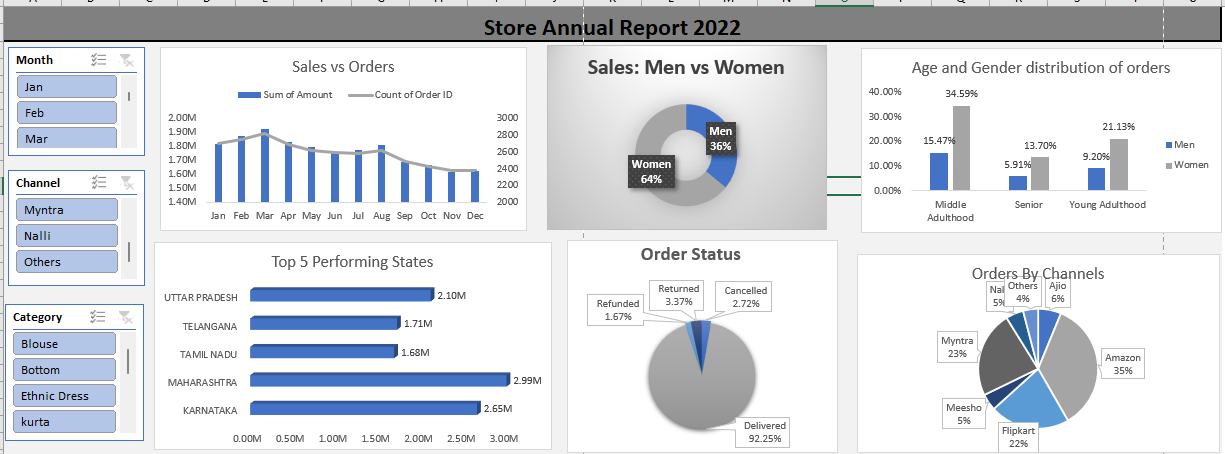 Store Annual Report 2022
Month
Jan
Feb
Mar
Channel
Myntra
Nalli
Others
Category
Blouse
Bottom
Ethnic Dress
kurta
Sales vs Orders
Sum of Amount
Count of Order ID
2.00M
1.90M
1.80M
1.70M
1.60M
1.50M
1.40M
3000
2800
2600
2400
2200
2000
Jan Feb Mar Apr May Jun Jul Aug Sep Oct Nov Dec
Sales: Men vs Women
Men
36%
Women
64%
Age and Gender distribution of orders
40.00%
30.00%
20.00%
10.00%
0.00%
15.47%
34.59%
5.91%
13.70%
9.20%
21.13%
Middle
Adulthood
Senior
Young Adulthood
Men
Women
Top 5 Performing States
UTTAR PRADESH 2.10M
TELANGANA 1.71M
TAMIL NADU 1.68M
MAHARASHTRA 2.99M
KARNATAKA 2.65M
0.00M 0.50M 1.00M 1.50M 2.00M 2.50M 3.00M
Order Status
Refunded
1.67%
Returned
3.37%
Cancelled
2.72%
Delivered
92.25%
Orders By Channels
Nal
5%
Others
4%
Ajio
6%
Myntra
23%
Amazon
35%
Meesho
5%
Flipkart
22%